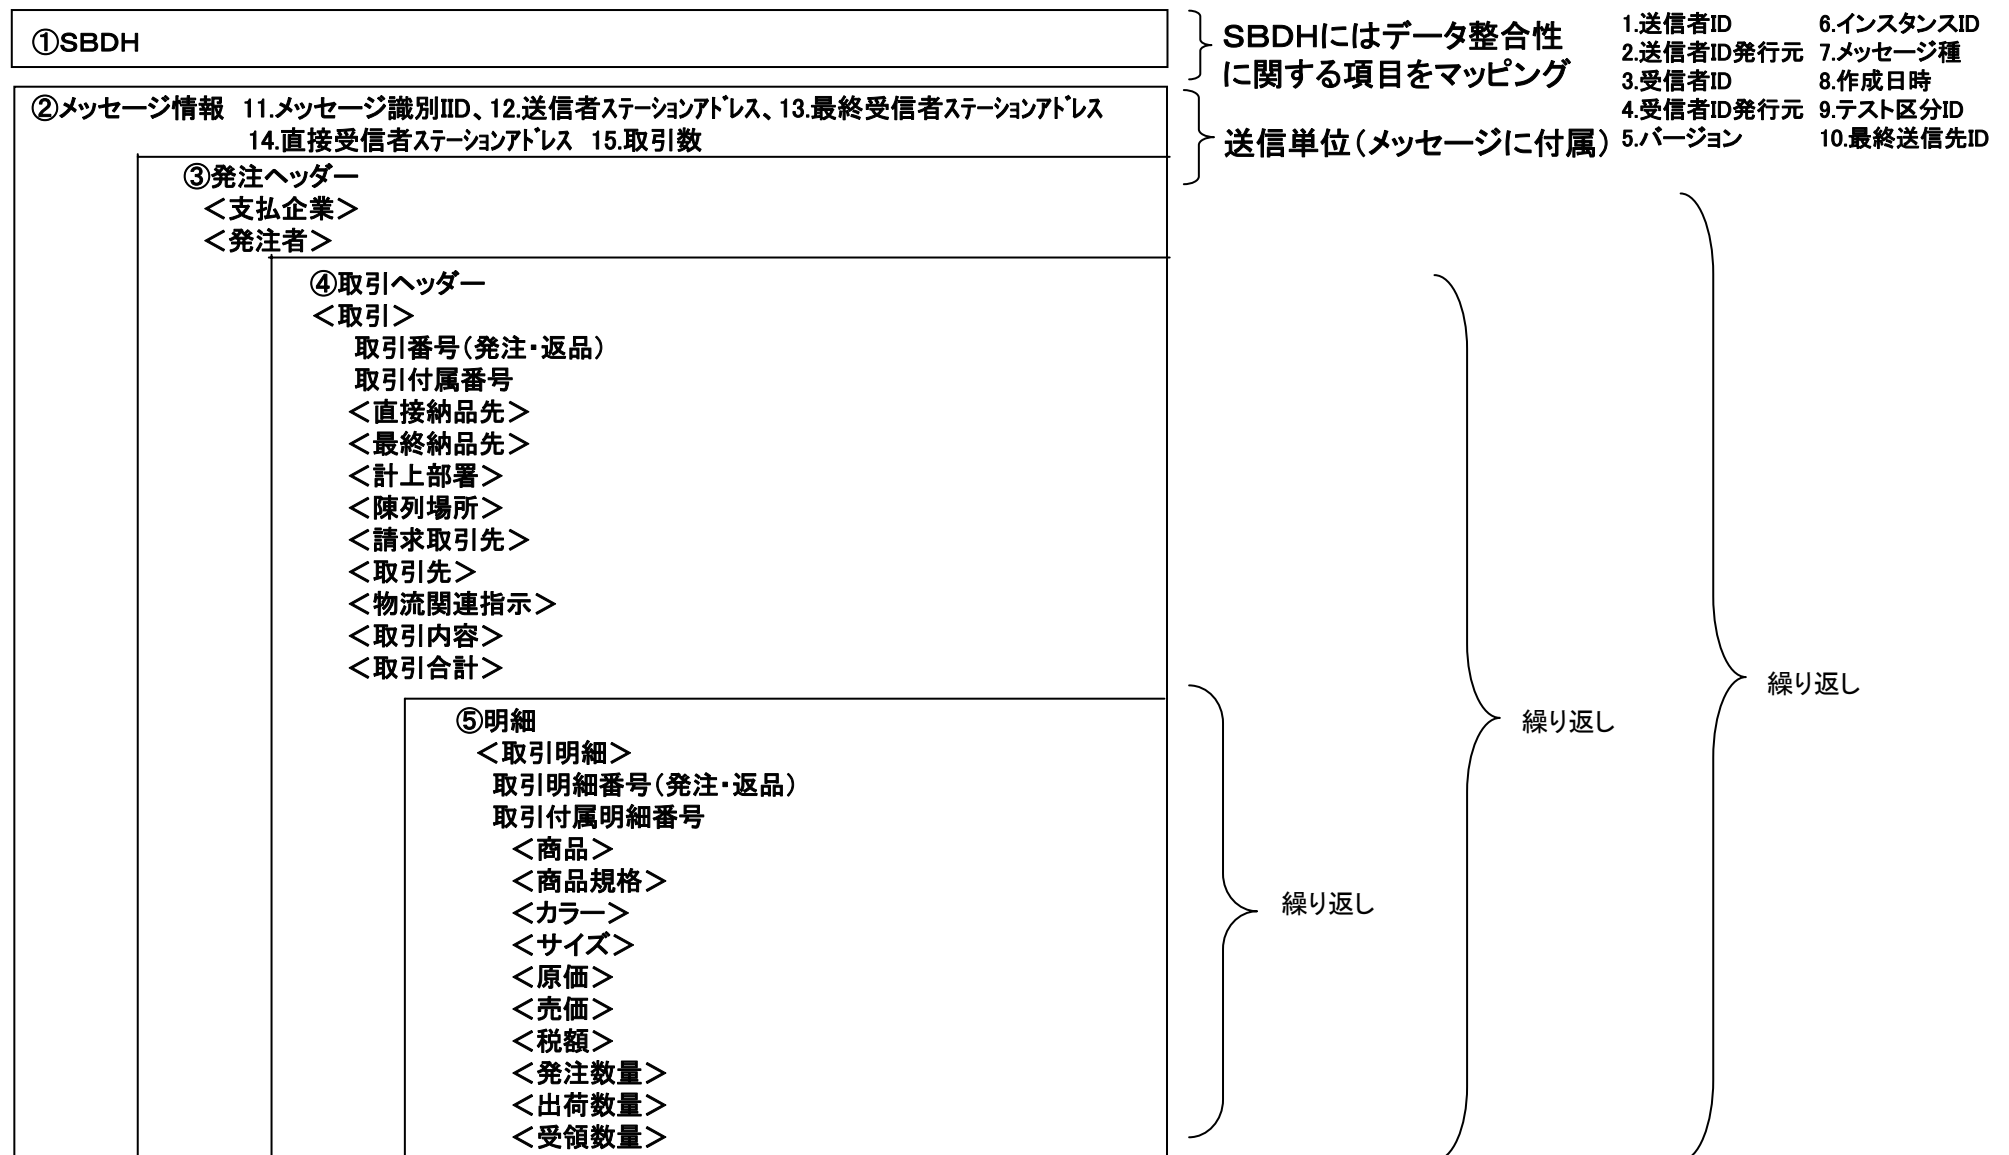 ①SBDH
SBDHにはデータ整合性
に関する項目をマッピング
1.送信者ID 6.インスタンスID
2.送信者ID発行元 7.メッセージ種
3.受信者ID 8.作成日時
4.受信者ID発行元 9.テスト区分ID
5.バージョン 10.最終送信先ID
②メッセージ情報 11.メッセージ識別IID、12.送信者ステーションアドレス、13.最終受信者ステーションアドレス
14.直接受信者ステーションアドレス 15.取引数
送信単位(メッセージに付属)
③発注ヘッダー
<支払企業>
<発注者>
④取引ヘッダー
<取引>
取引番号(発注・返品)
取引付属番号
<直接納品先>
<最終納品先>
<計上部署>
<陳列場所>
<請求取引先>
<取引先>
<物流関連指示>
<取引内容>
<取引合計>
繰り返し
繰り返し
⑤明細
<取引明細>
取引明細番号(発注・返品)
取引付属明細番号
<商品>
<商品規格>
<カラー>
繰り返し
<サイズ>
<原価>
<売価>
<税額>
<発注数量>
<出荷数量>
<受領数量>